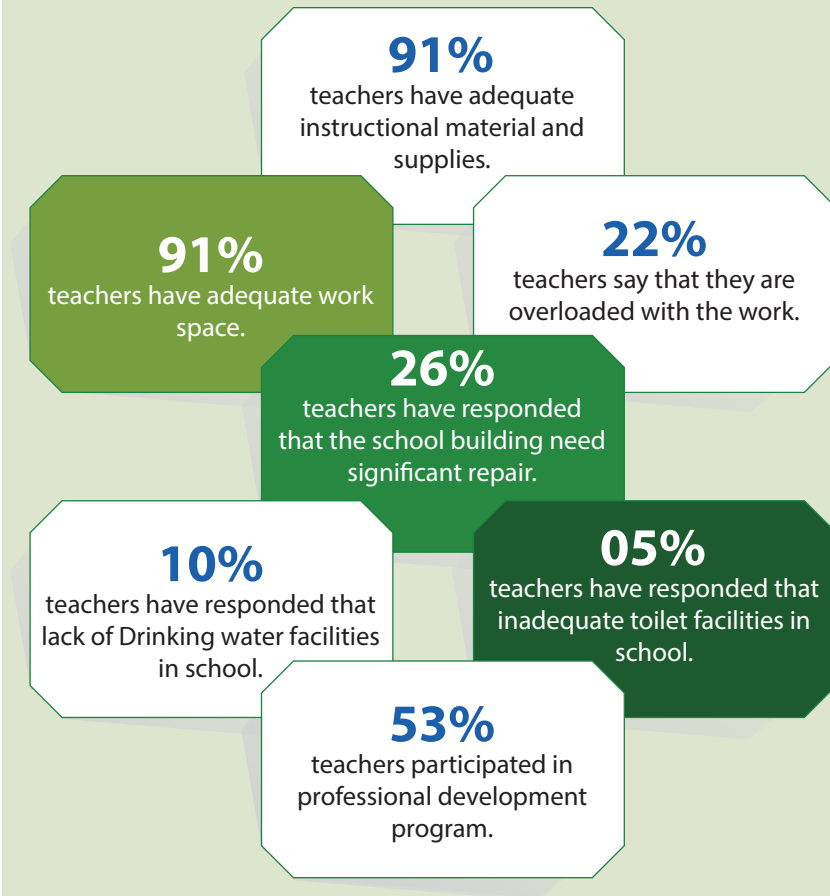 91%
teachers have adequate
instructional material and
supplies.
91%
teachers have adequate work
space.
22%
teachers say that they are
overloaded with the work.
26%
teachers have responded
that the school building need
significant repair.
10%
teachers have responded that
lack of Drinking water facilities
in school.
05%
teachers have responded that
inadequate toilet facilities in
school.
53%
teachers participated in
professional development
program.